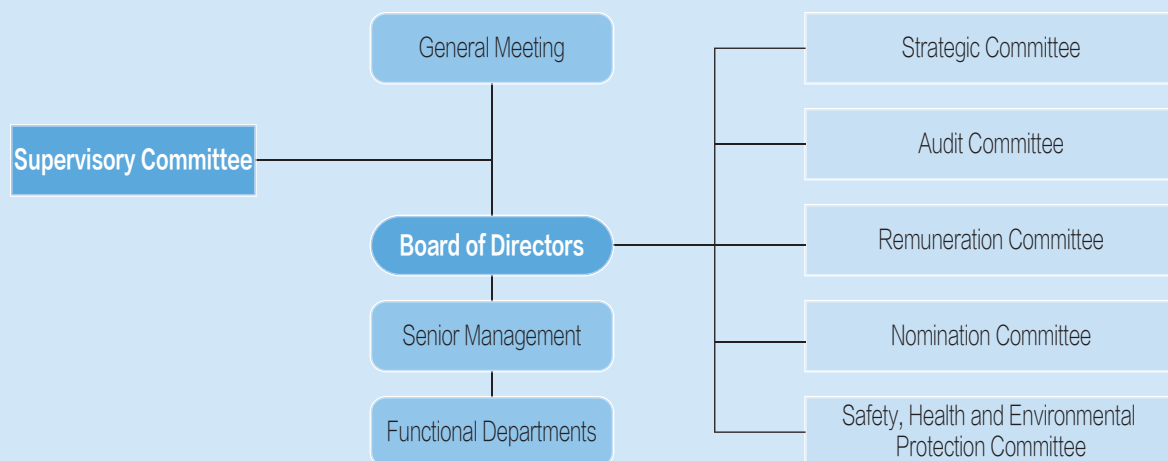 General Meeting
Supervisory Committee
Board of Directors
Senior Management
Functional Departments
Strategic Committee
Audit Committee
Remuneration Committee
Nomination Committee
Safety, Health and Environmental
Protection Committee